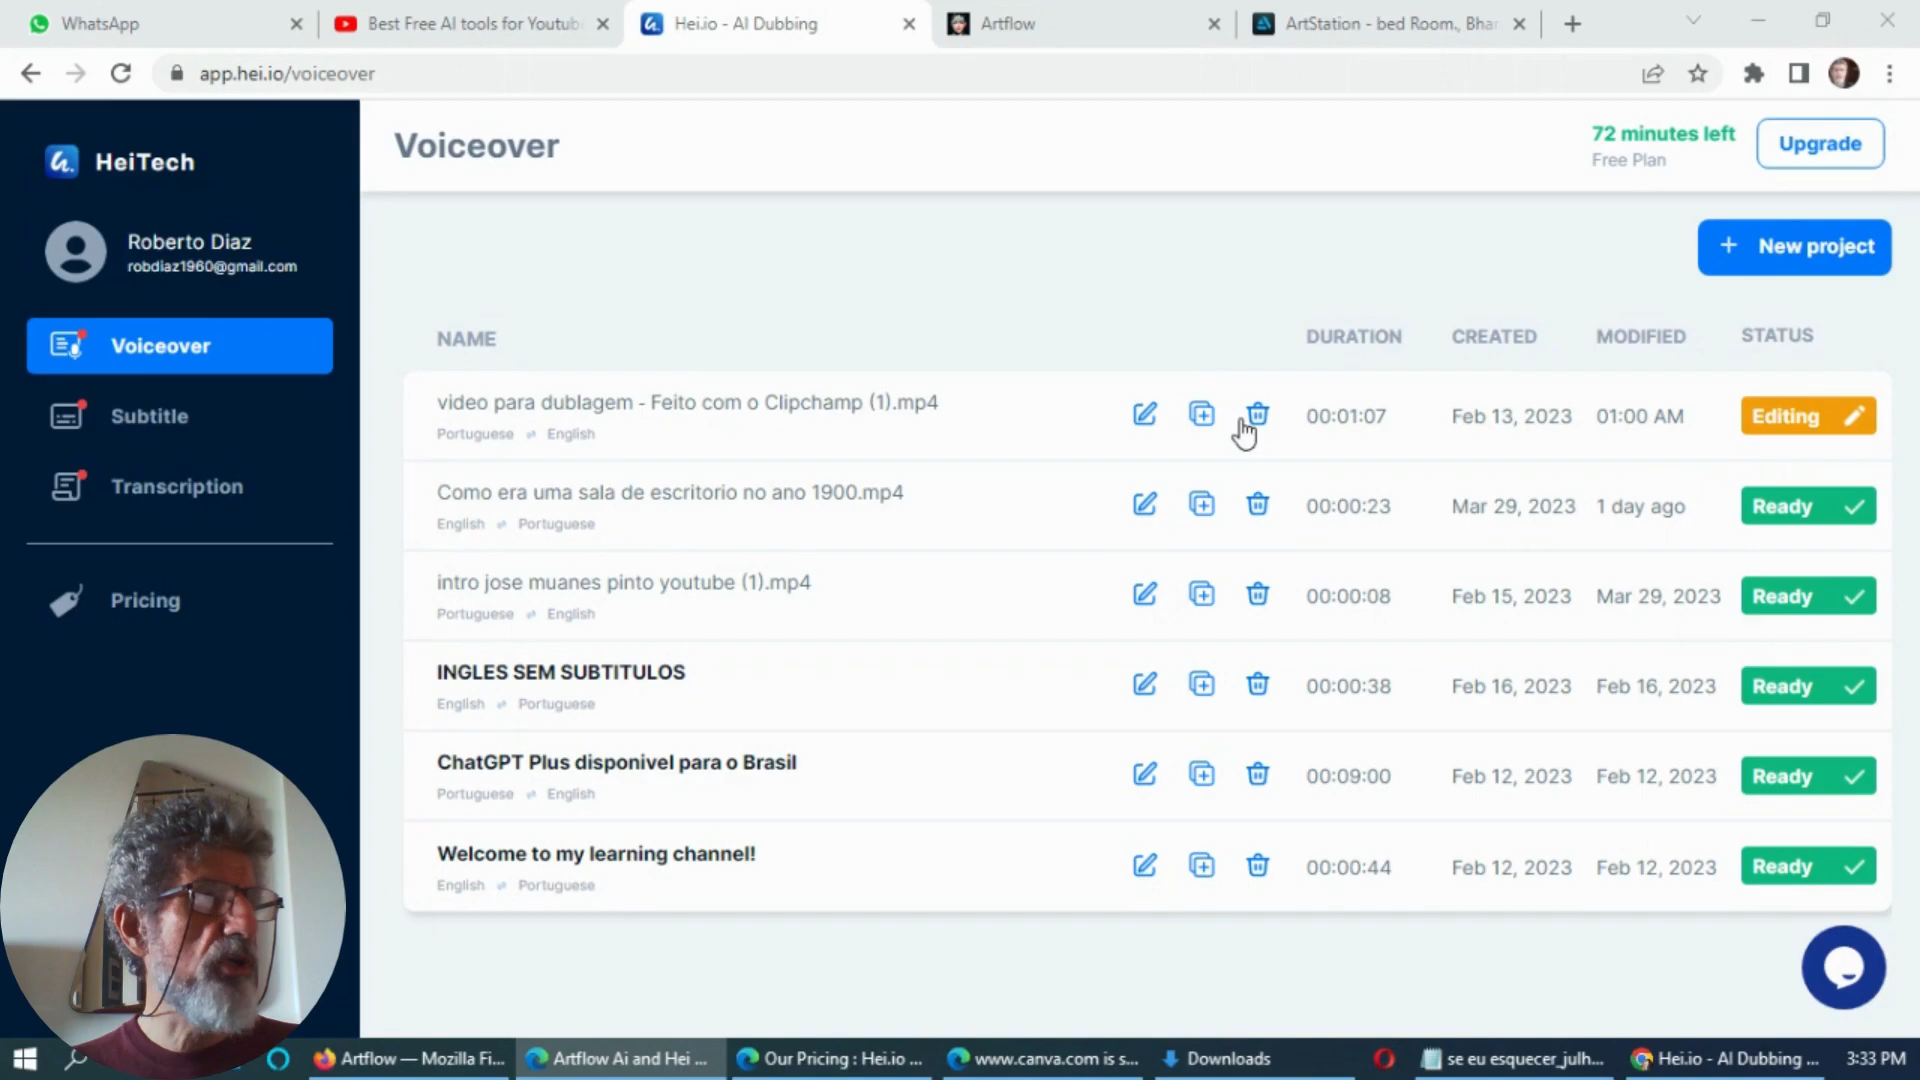 WhatsApp
Best Free AI tools for Youtub
Hei.io - AI Dubbing
Artflow
ArtStation - bed Room., Bhar
app.hei.io/voiceover
HeiTech
Voiceover
72 minutes left
Free Plan
Upgrade
Roberto Diaz
robdiaz1960@gmail.com
New project
Voiceover
Subtitle
Transcription
Pricing
NAME DURATION CREATED MODIFIED STATUS
video para dublagem - Feito com o Clipchamp (1).mp4
Portuguese English
00:01:07 Feb 13, 2023 01:00 AM Editing
Como era uma sala de escritorio no ano 1900.mp4
English Portuguese
00:00:23 Mar 29, 2023 1 day ago Ready
intro jose muanes pinto youtube (1).mp4
Portuguese English
00:00:08 Feb 15, 2023 Mar 29, 2023 Ready
INGLES SEM SUBTITULOS
English Portuguese
00:00:38 Feb 16, 2023 Feb 16, 2023 Ready
ChatGPT Plus disponivel para o Brasil
Portuguese English
00:09:00 Feb 12, 2023 Feb 12, 2023 Ready
Welcome to my learning channel!
English Portuguese
00:00:44 Feb 12, 2023 Feb 12, 2023 Ready
Artflow — Mozilla Fi...
Artflow Ai and Hei ...
Our Pricing : Hei.io ...
www.canva.com is s...
Downloads
se eu esquecer_julh...
Hei.io - AI Dubbing ...
3:33 PM